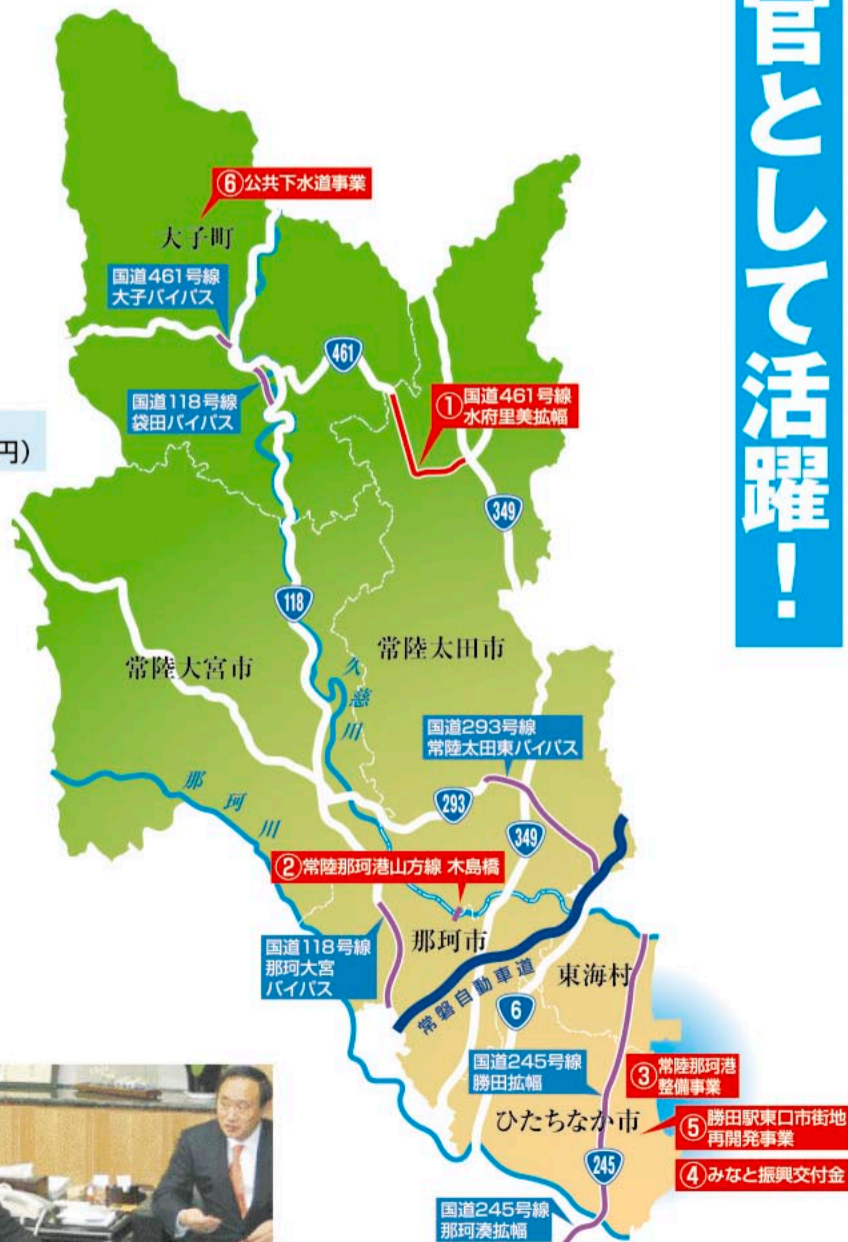 官として活躍！
⑥公共下水道事業
大子町
国道461号線
大子バイパス
461
国道118号線
袋田バイパス
①国道461号線
水府里美拡幅
円）
349
118
常陸大宮市
常陸太田市
久慈川
国道293号線
常陸太田東バイパス
那珂川
293
349
②常陸那珂港山方線 木島橋
那珂市
国道118号線
那珂大宮
バイパス
東海村
常磐自動車道
6
国道245号線
勝田拡幅
③常陸那珂港
整備事業
ひたちなか市
⑤勝田駅東口市街地
再開発事業
245
④みなと振興交付金
国道245号線
那珂湊拡幅